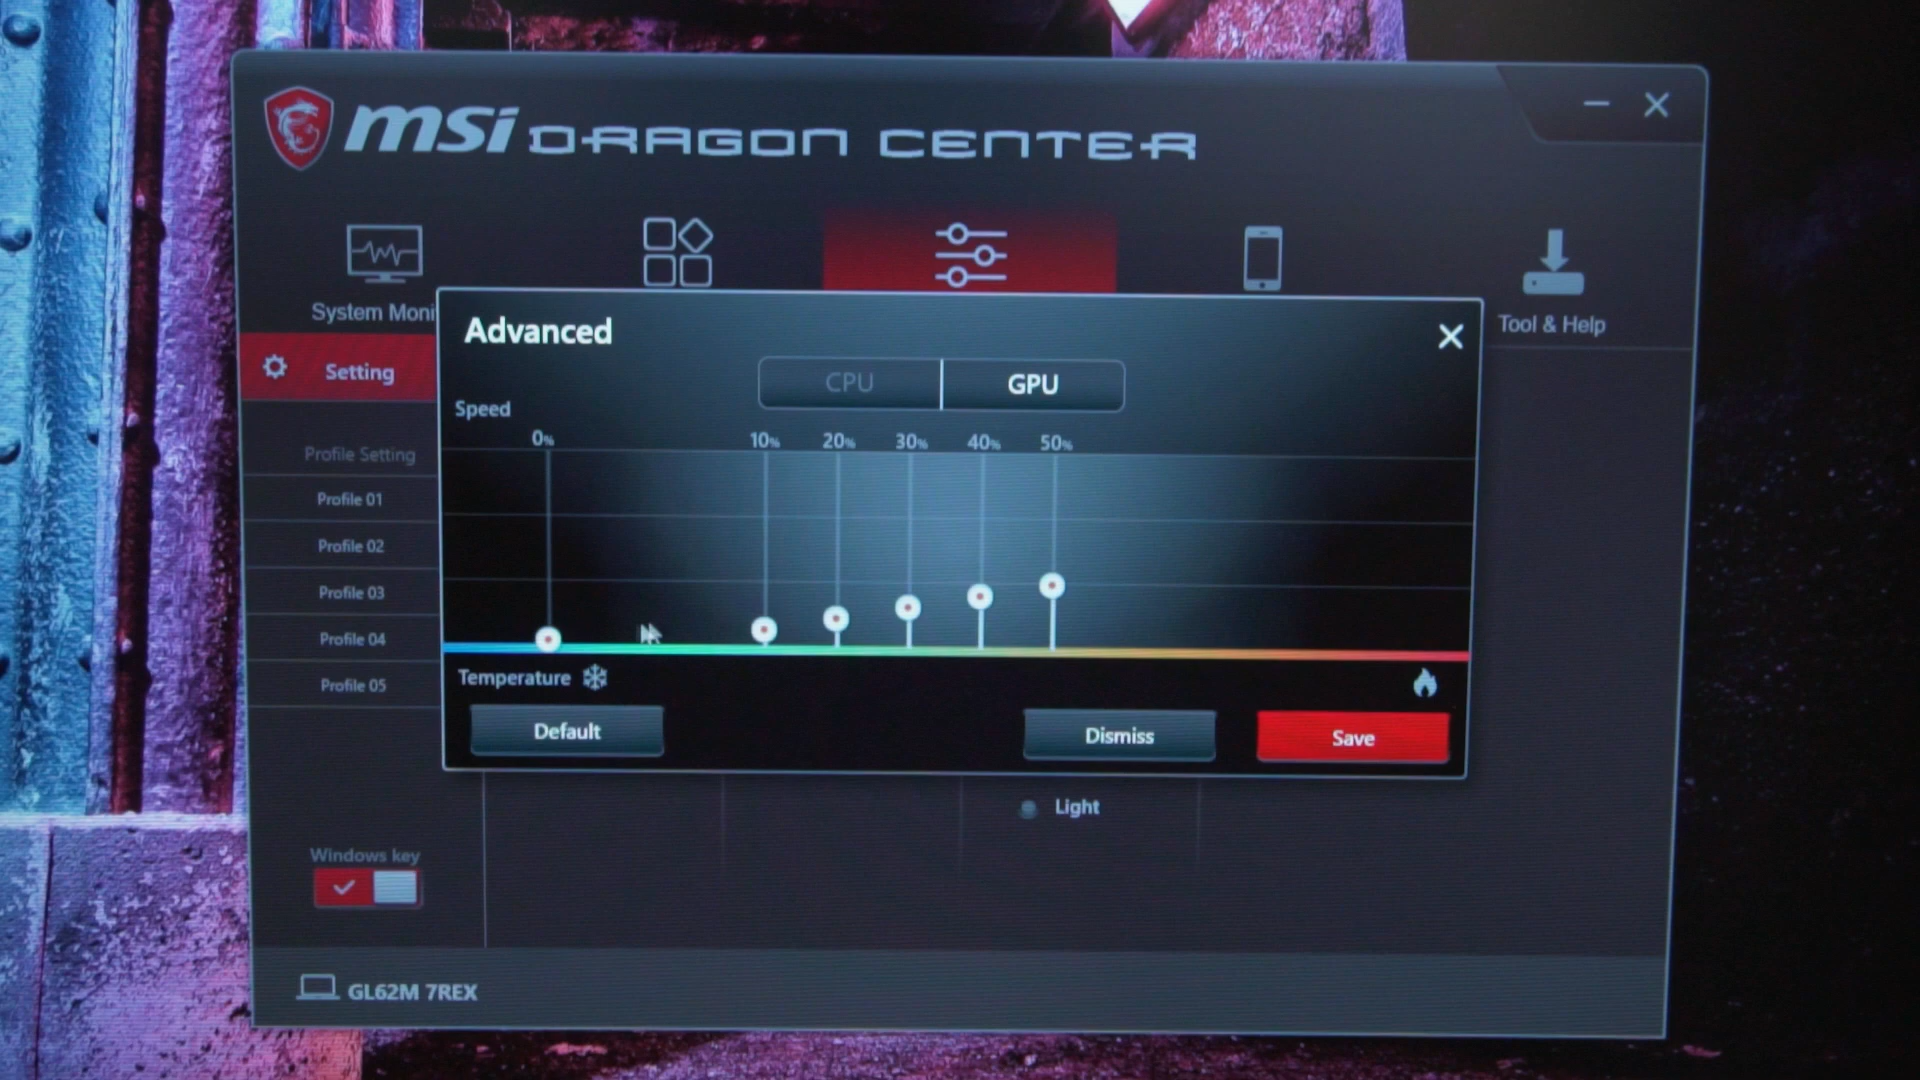 msi DRAGON CENTER
System Moni
Tool & Help
Setting
Profile Setting
Profile 01
Profile 02
Profile 03
Profile 04
Profile 05
Windows key
Advanced
CPU GPU
Speed
0% 10% 20% 30% 40% 50%
Temperature
Default Dismiss Save
Light
GL62M 7REX